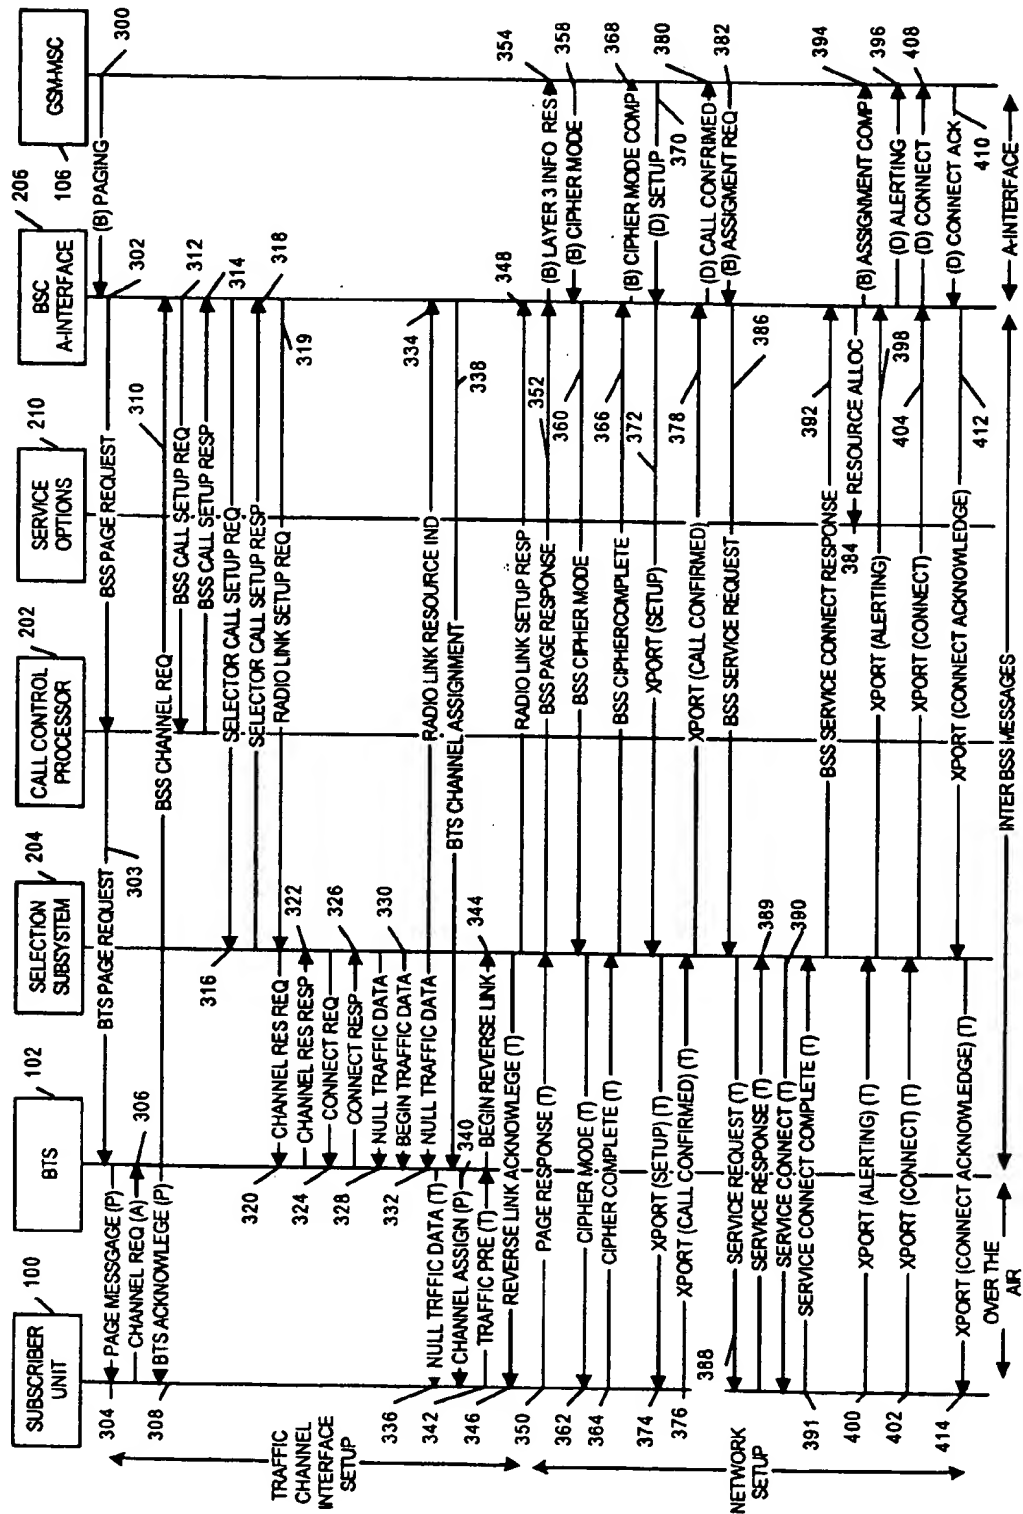 SUBSCRIBER
UNIT
100
BTS
102
SELECTION
SUBSYSTEM
204
CALL CONTROL
PROCESSOR
202
SERVICE
OPTIONS
210
BSC
A-INTERFACE
206
GSM-MSC
106
300
(B) PAGING
302
BSS PAGE REQUEST
303
BTS PAGE REQUEST
304
PAGE MESSGAGE (P)
CHANNEL REQ (A)
306
308
BTS ACKNOWLEGE (P)
BSS CHANNEL REQ
310
BSS CALL SETUP REQ
312
BSS CALL SETUP RESP
314
SELECTOR CALL SETUP REQ
316
SELECTOR CALL SETUP RESP
318
RADIO LINK SETUP REQ
319
320
CHANNEL RES REQ
CHANNEL RES RESP
322
324
CONNECT REQ
CONNECT RESP
326
328
NULL TRAFFIC DATA
BEGIN TRAFFIC DATA
330
332
NULL TRAFFIC DATA
RADIO LINK RESOURCE IND
334
336
NULL TRFFIC DATA (T)
BTS CHANNEL ASSIGNMENT
338
340
342
CHANNEL ASSIGN (P)
TRAFFIC PRE (T)
BEGIN REVERSE LINK
344
346
REVERSE LINK ACKNOWLEGE (T)
RADIO LINK SETUP RESP
348
350
PAGE RESPONSE (T)
BSS PAGE RESPONSE
352
(B) LAYER 3 INFO RES
354
(B) CIPHER MODE
358
BSS CIPHER MODE
360
362
CIPHER MODE (T)
364
CIPHER COMPLETE (T)
BSS CIPHERCOMPLETE
366
(B) CIPHER MODE COMP
368
(D) SETUP
370
XPORT (SETUP)
372
374
XPORT (SETUP) (T)
376
XPORT (CALL CONFIRMED) (T)
XPORT (CALL CONFIRMED)
378
(D) CALL CONFRIMED
380
(B) ASSIGMENT REQ
382
BSS SERVICE REQUEST
386
388
SERVICE REQUEST (T)
SERVICE RESPONSE (T)
389
SERVICE CONNECT (T)
390
391
SERVICE CONNECT COMPLETE (T)
BSS SERVICE CONNECT RESPONSE
392
384
RESOURCE ALLOC
(B) ASSIGNMENT COMP
394
400
XPORT (ALERTING) (T)
XPORT (ALERTING)
398
(D) ALERTING
396
402
XPORT (CONNECT) (T)
XPORT (CONNECT)
404
(D) CONNECT
408
(D) CONNECT ACK
410
XPORT (CONNECT ACKNOWLEDGE)
412
414
XPORT (CONNECT ACKNOWLEDGE) (T)
TRAFFIC
CHANNEL
INTERFACE
SETUP
NETWORK
SETUP
OVER THE
AIR
INTER BSS MESSAGES
A-INTERFACE